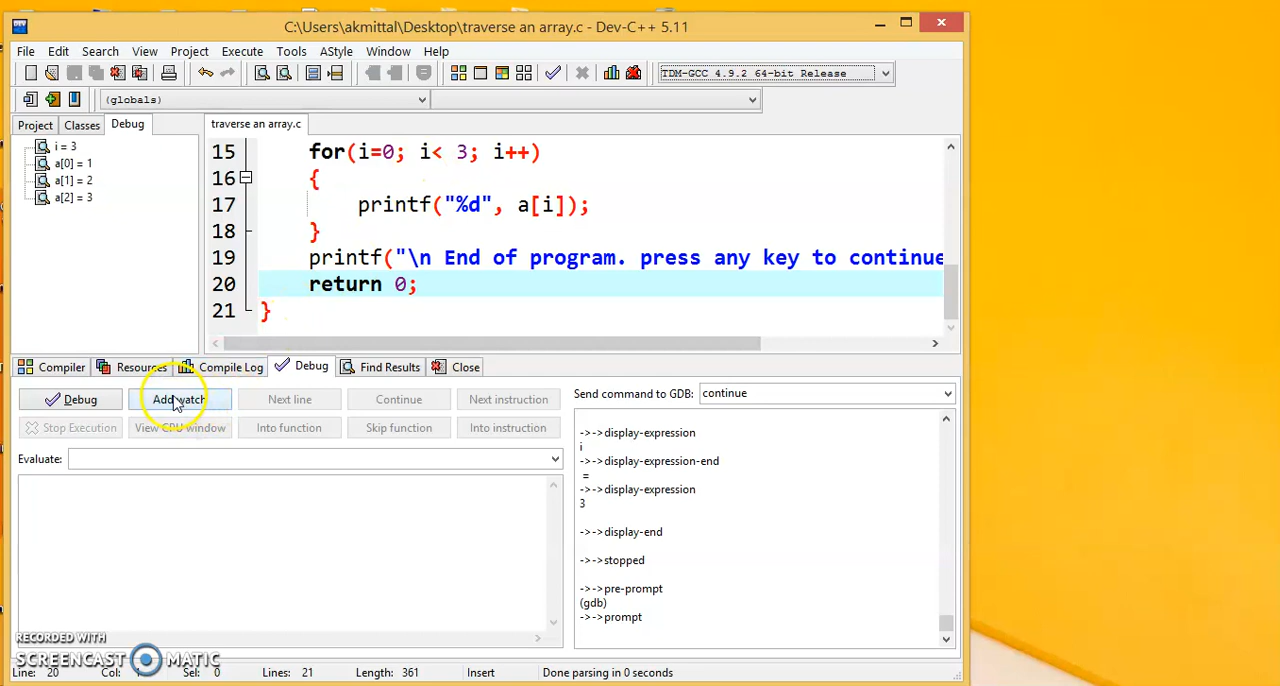 C:\Users\akmittal\Desktop\traverse an array.c - Dev-C++ 5.11
File Edit Search View Project Execute Tools AStyle Window Help
TDM-GCC 4.9.2 64-bit Release
(globals)
Project Classes Debug
traverse an array.c
i = 3
a[0] = 1
a[1] = 2
a[2] = 3
15 for(i=0; i< 3; i++)
16 {
17 printf("%d", a[i]);
18 }
19 printf("\n End of program. press any key to continue
20 return 0;
21 }
Compiler Resources Compile Log Debug Find Results Close
Debug Add watch Next line Continue Next instruction
Stop Execution View CPU window Into function Skip function Into instruction
Evaluate:
Send command to GDB: continue
->->display-expression
i
->->display-expression-end
=
->->display-expression
3
->->display-end
->->stopped
->->pre-prompt
(gdb)
->->prompt
RECORDED WITH
SCREENCAST MATIC
Line: 20 Col: 1 Sel: 0 Lines: 21 Length: 361 Insert Done parsing in 0 seconds